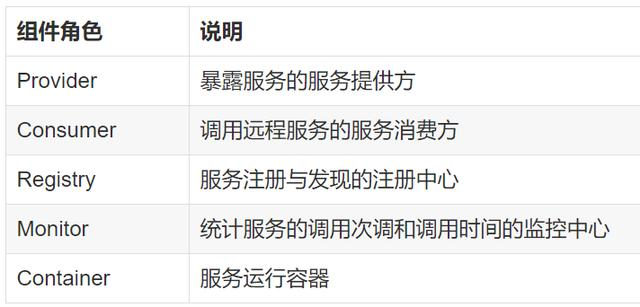 组件角色 说明
Provider 暴露服务的服务提供方
Consumer 调用远程服务的服务消费方
Registry 服务注册与发现的注册中心
Monitor 统计服务的调用次调和调用时间的监控中心
Container 服务运行容器